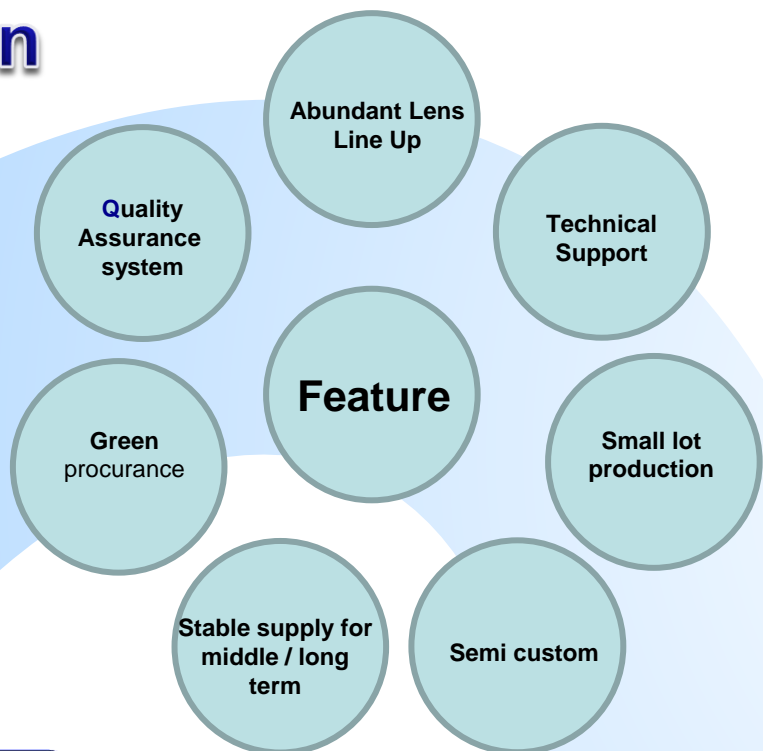 n
Abundant Lens
Line Up
Quality
Assurance
system
Technical
Support
Feature
Green
procurance
Small lot
production
Stable supply for
middle / long
term
Semi custom